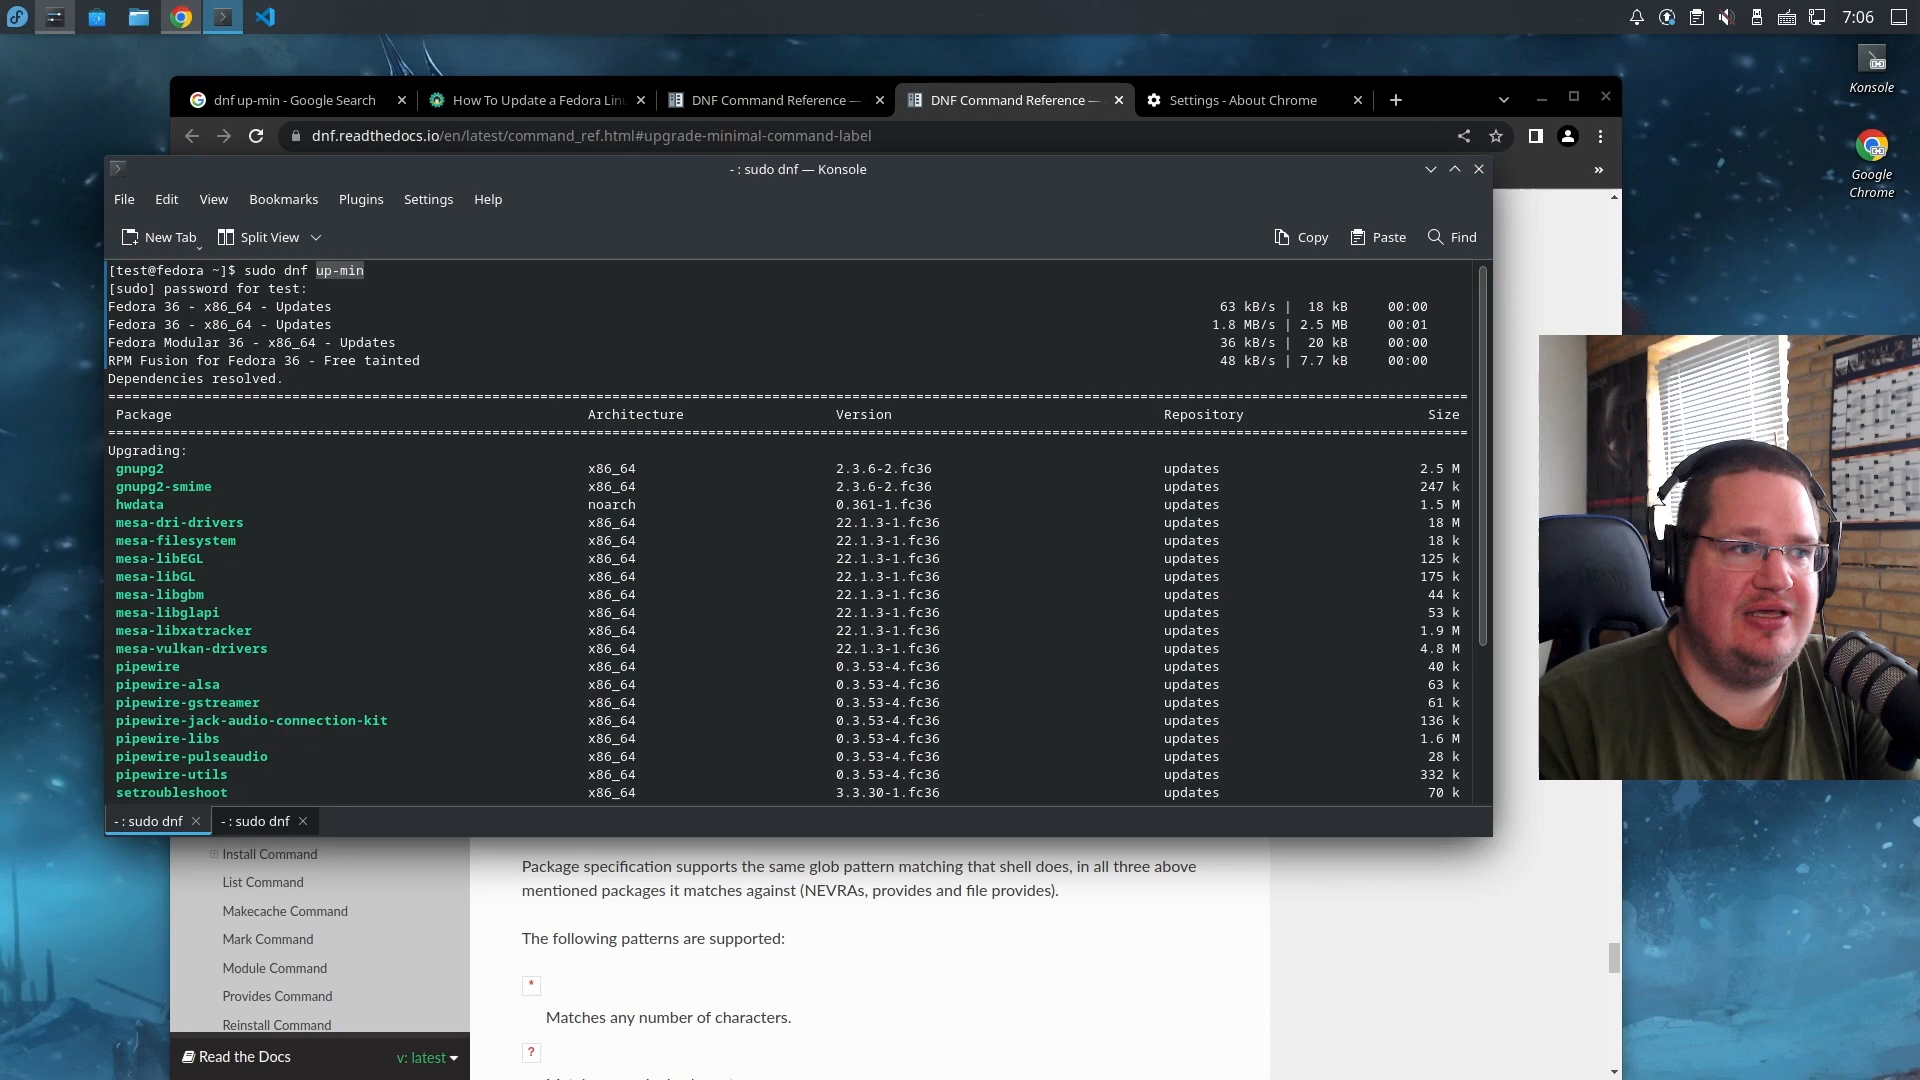 7:06
Konsole
Google
Chrome
dnf up-min - Google Search
How To Update a Fedora Lin
DNF Command Reference —
DNF Command Reference —
Settings - About Chrome
dnf.readthedocs.io/en/latest/command_ref.html#upgrade-minimal-command-label
- : sudo dnf — Konsole
File Edit View Bookmarks Plugins Settings Help
New Tab Split View Copy Paste Find
[test@fedora ~]$ sudo dnf up-min
[sudo] password for test:
Fedora 36 - x86_64 - Updates 63 kB/s | 18 kB 00:00
Fedora 36 - x86_64 - Updates 1.8 MB/s | 2.5 MB 00:01
Fedora Modular 36 - x86_64 - Updates 36 kB/s | 20 kB 00:00
RPM Fusion for Fedora 36 - Free tainted 48 kB/s | 7.7 kB 00:00
Dependencies resolved.
Package Architecture Version Repository Size
Upgrading:
gnupg2 x86_64 2.3.6-2.fc36 updates 2.5 M
gnupg2-smime x86_64 2.3.6-2.fc36 updates 247 k
hwdata noarch 0.361-1.fc36 updates 1.5 M
mesa-dri-drivers x86_64 22.1.3-1.fc36 updates 18 M
mesa-filesystem x86_64 22.1.3-1.fc36 updates 18 k
mesa-libEGL x86_64 22.1.3-1.fc36 updates 125 k
mesa-libGL x86_64 22.1.3-1.fc36 updates 175 k
mesa-libgbm x86_64 22.1.3-1.fc36 updates 44 k
mesa-libglapi x86_64 22.1.3-1.fc36 updates 53 k
mesa-libxatracker x86_64 22.1.3-1.fc36 updates 1.9 M
mesa-vulkan-drivers x86_64 22.1.3-1.fc36 updates 4.8 M
pipewire x86_64 0.3.53-4.fc36 updates 40 k
pipewire-alsa x86_64 0.3.53-4.fc36 updates 63 k
pipewire-gstreamer x86_64 0.3.53-4.fc36 updates 61 k
pipewire-jack-audio-connection-kit x86_64 0.3.53-4.fc36 updates 136 k
pipewire-libs x86_64 0.3.53-4.fc36 updates 1.6 M
pipewire-pulseaudio x86_64 0.3.53-4.fc36 updates 28 k
pipewire-utils x86_64 0.3.53-4.fc36 updates 332 k
setroubleshoot x86_64 3.3.30-1.fc36 updates 70 k
- : sudo dnf
- : sudo dnf
Install Command
List Command
Makecache Command
Mark Command
Module Command
Provides Command
Reinstall Command
Read the Docs v: latest
Package specification supports the same glob pattern matching that shell does, in all three above
mentioned packages it matches against (NEVRAs, provides and file provides).
The following patterns are supported:
*
Matches any number of characters.
?